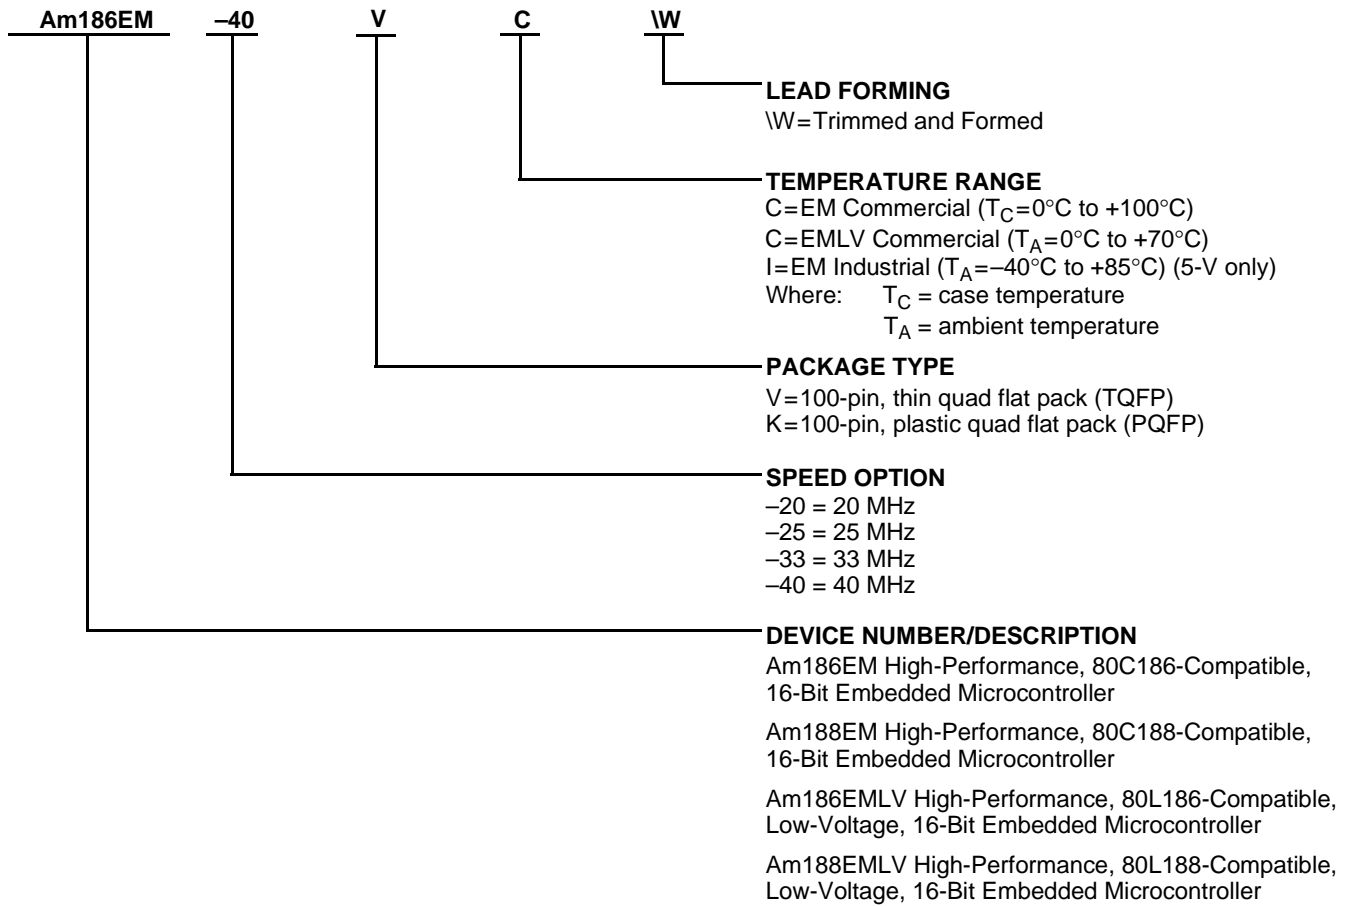 Am186EM –40 V C \W
LEAD FORMING
\W=Trimmed and Formed
TEMPERATURE RANGE
C=EM Commercial (TC=0°C to +100°C)
C=EMLV Commercial (TA=0°C to +70°C)
I=EM Industrial (TA=–40°C to +85°C) (5-V only)
Where: TC = case temperature
TA = ambient temperature
PACKAGE TYPE
V=100-pin, thin quad flat pack (TQFP)
K=100-pin, plastic quad flat pack (PQFP)
SPEED OPTION
–20 = 20 MHz
–25 = 25 MHz
–33 = 33 MHz
–40 = 40 MHz
DEVICE NUMBER/DESCRIPTION
Am186EM High-Performance, 80C186-Compatible,
16-Bit Embedded Microcontroller
Am188EM High-Performance, 80C188-Compatible,
16-Bit Embedded Microcontroller
Am186EMLV High-Performance, 80L186-Compatible,
Low-Voltage, 16-Bit Embedded Microcontroller
Am188EMLV High-Performance, 80L188-Compatible,
Low-Voltage, 16-Bit Embedded Microcontroller